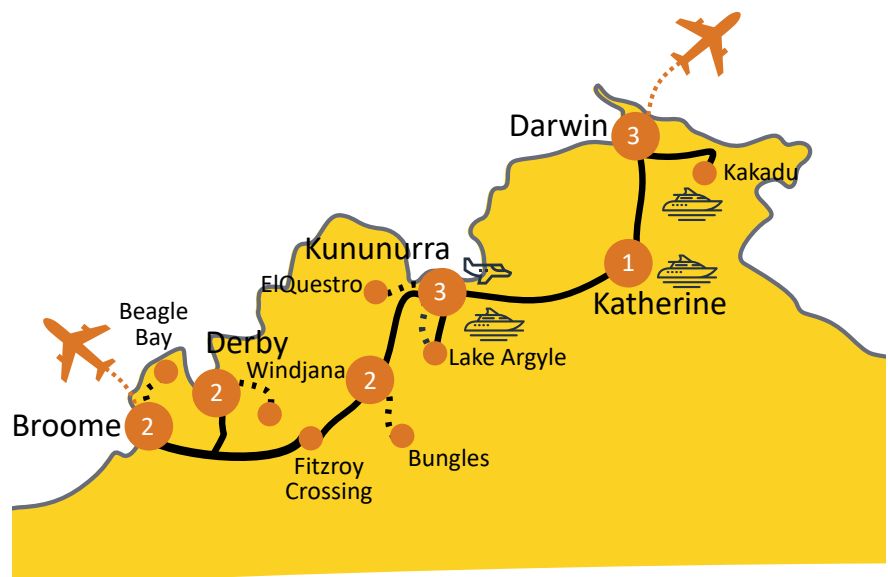 Darwin
3
Kakadu
Kununurra
ElQuestro
3
1
Katherine
Beagle
Bay
Derby
Windjana
Lake Argyle
2
2
Broome
2
Fitzroy
Crossing
Bungles